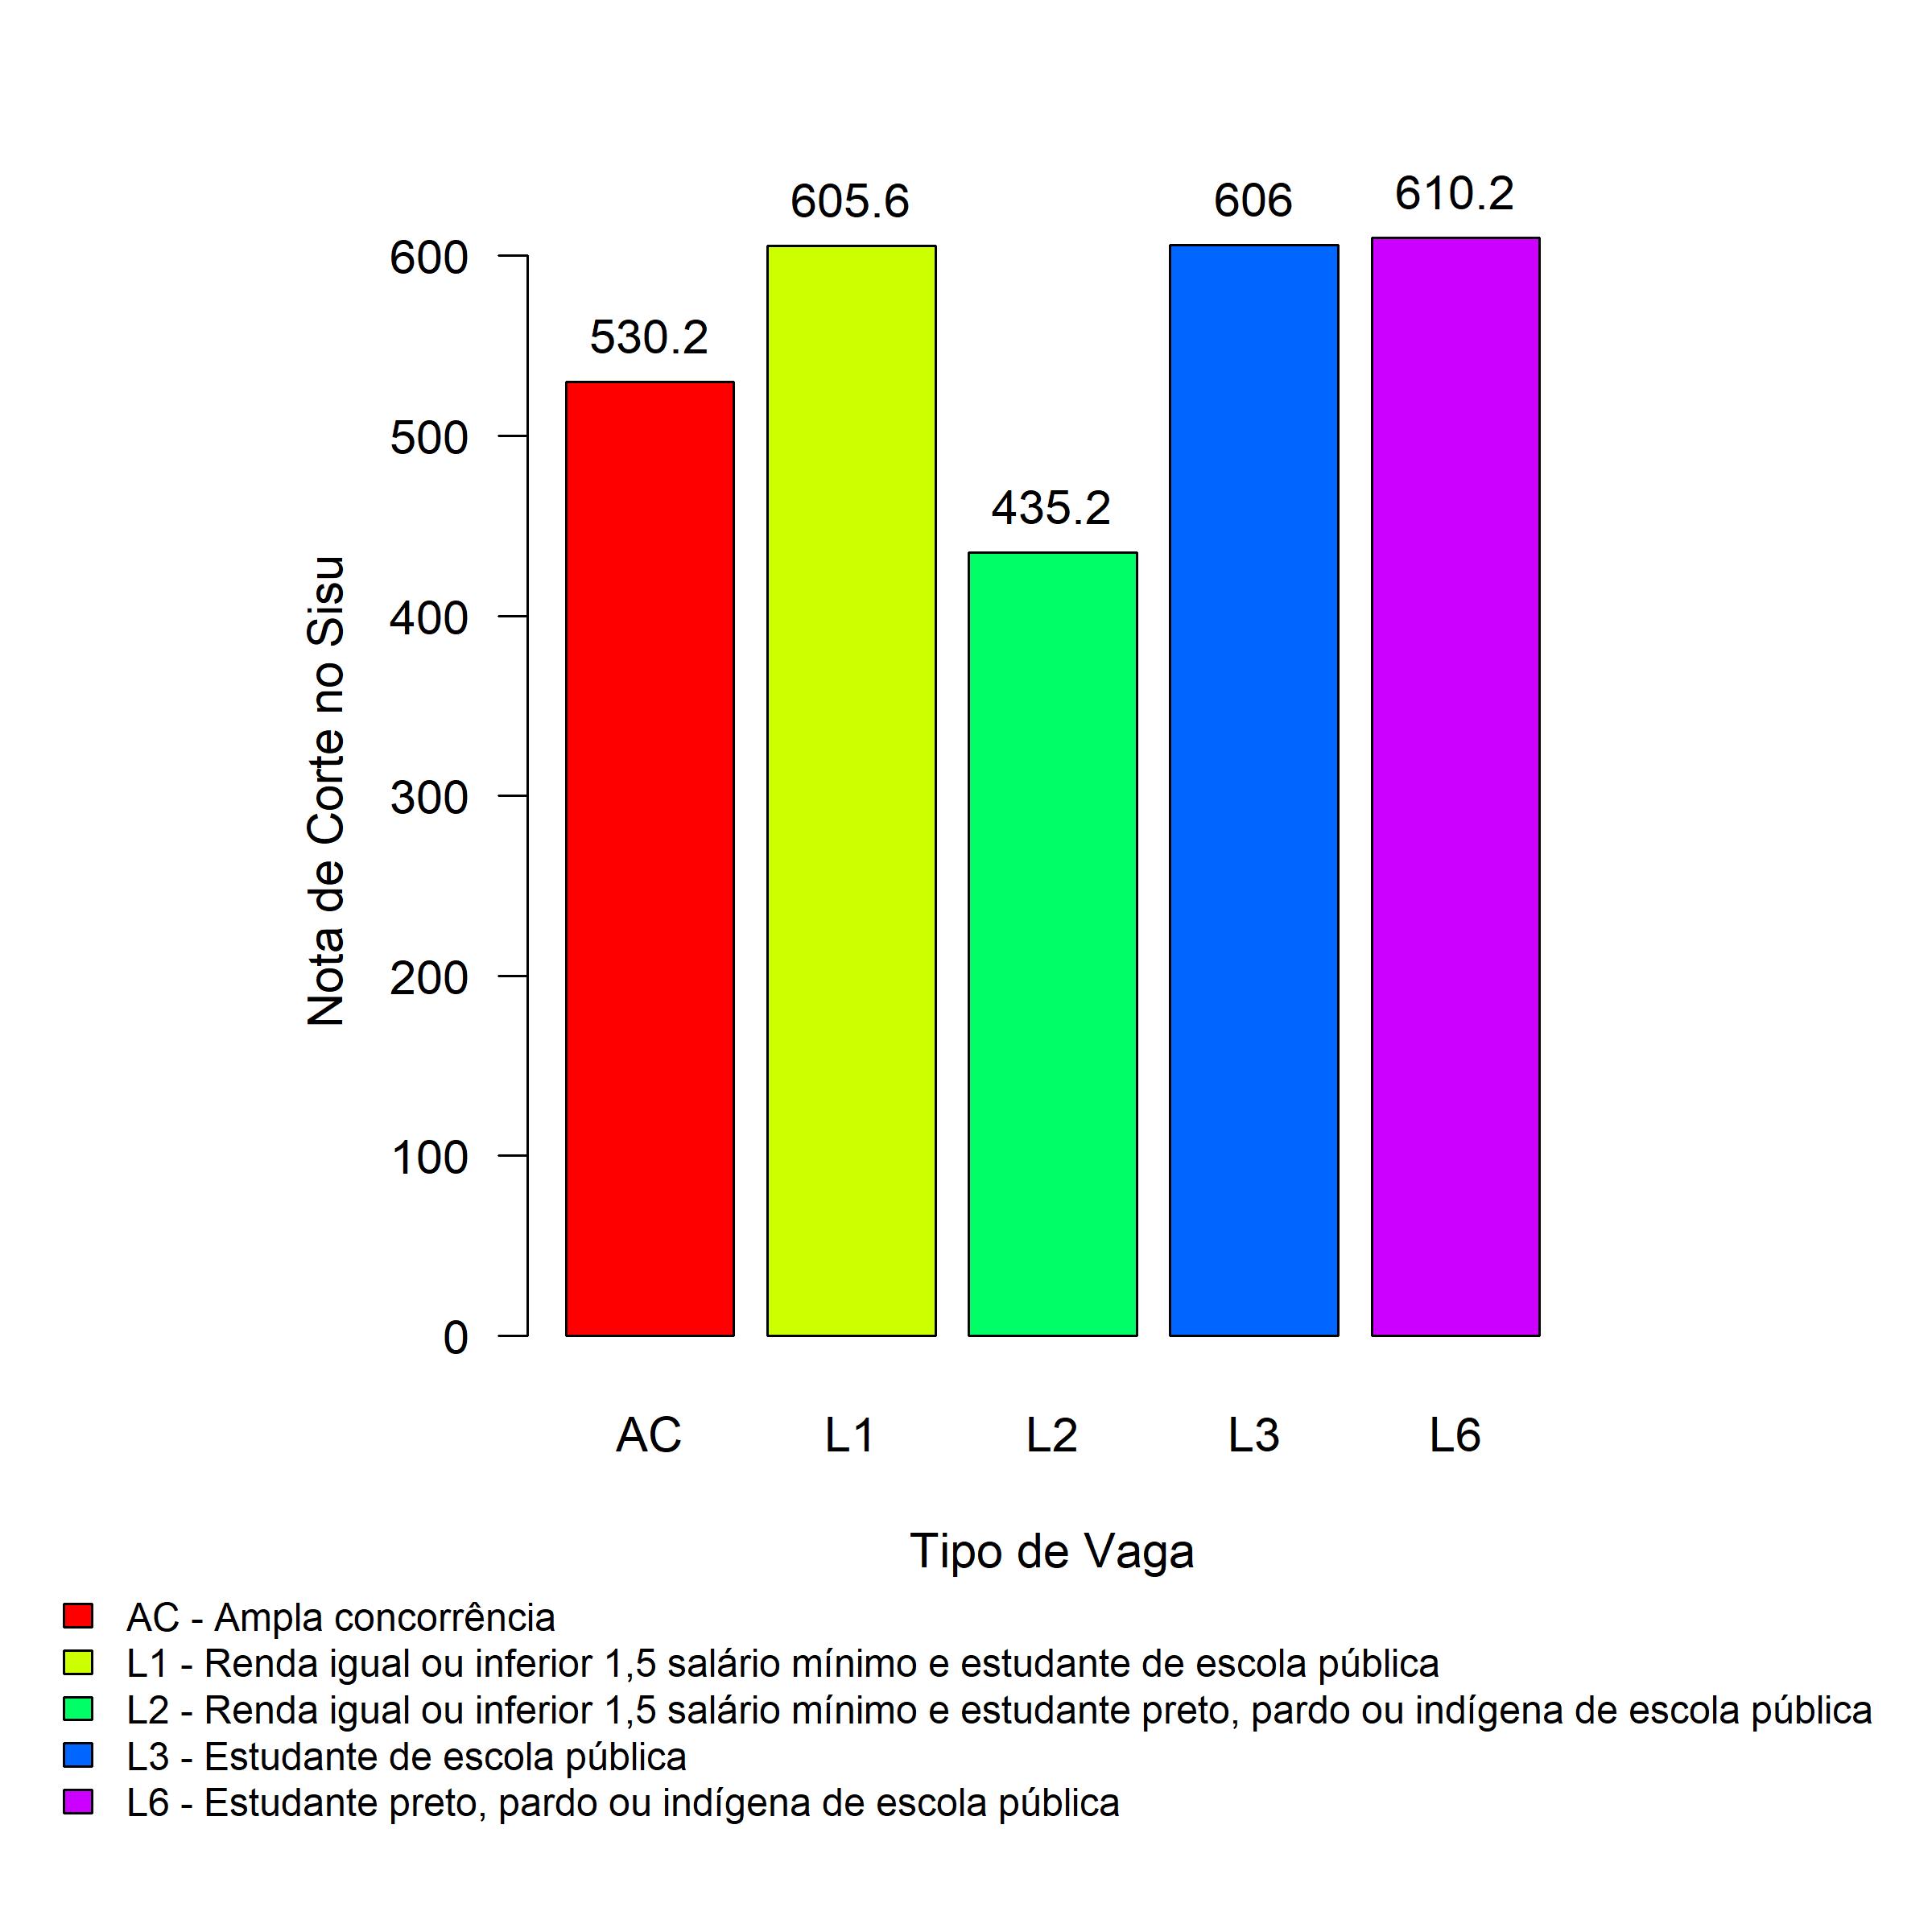 610.2
605.6
606
600
530.2
500
435.2
400
Nota de Corte no Sisu
300
200
100
0
AC L1 L2 L3 L6
Tipo de Vaga
AC - Ampla concorrência
L1 - Renda igual ou inferior 1,5 salário mínimo e estudante de escola pública
L2 - Renda igual ou inferior 1,5 salário mínimo e estudante preto, pardo ou indígena de escola pública
L3 - Estudante de escola pública
L6 - Estudante preto, pardo ou indígena de escola pública